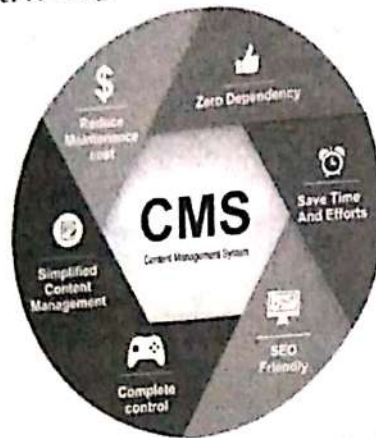 Zero Dependency
Save Time
And Efforts
SEO
Friendly
Complete
control
Simplified
Content
Management
Reduce
Maintenance
cost
CMS
Content Management System